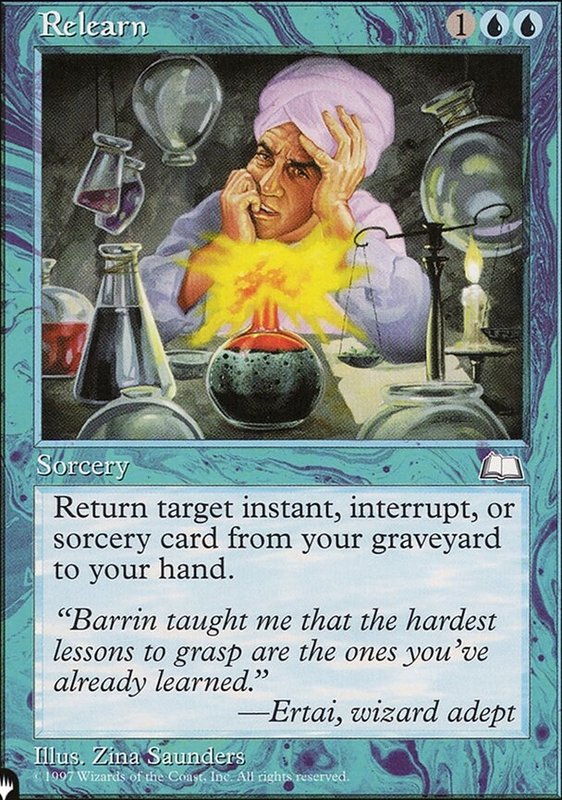 Relearn 1
Sorcery
Return target instant, interrupt, or
sorcery card from your graveyard
to your hand.
“Barrin taught me that the hardest
lessons to grasp are the ones you’ve
already learned.”
—Ertai, wizard adept
Illus. Zina Saunders
© 1997 Wizards of the Coast, Inc. All rights reserved.